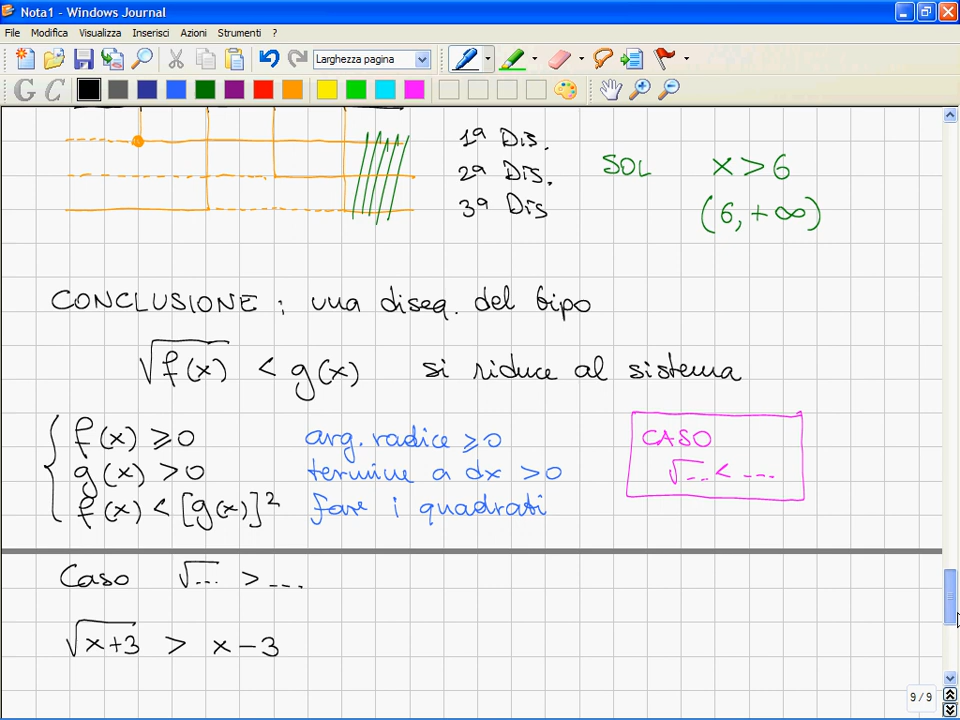 Nota1 - Windows Journal
File Modifica Visualizza Inserisci Azioni Strumenti ?
Larghezza pagina
G C
1ª Dis.
2ª Dis.
3ª Dis
SOL x > 6
(6, +∞)
CONCLUSIONE : una diseq. del tipo
√f(x) < g(x) si riduce al sistema
f(x) ≥ 0 arg. radice ≥ 0
g(x) > 0 termine a dx > 0
f(x) < [g(x)]² fare i quadrati
CASO
√... < ....
Caso √... > ....
√x+3 > x-3
9 / 9